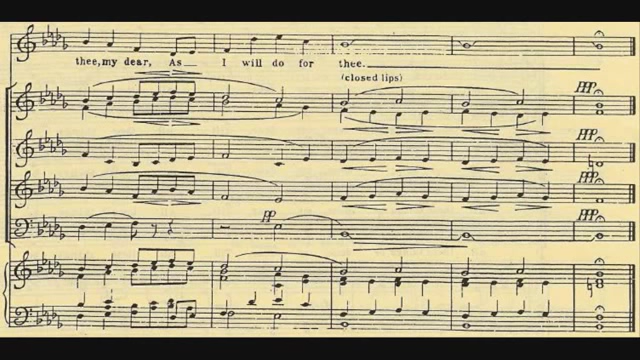 thee, my dear, As I will do for thee.
(closed lips)
ppp
ppp
ppp
pp ppp